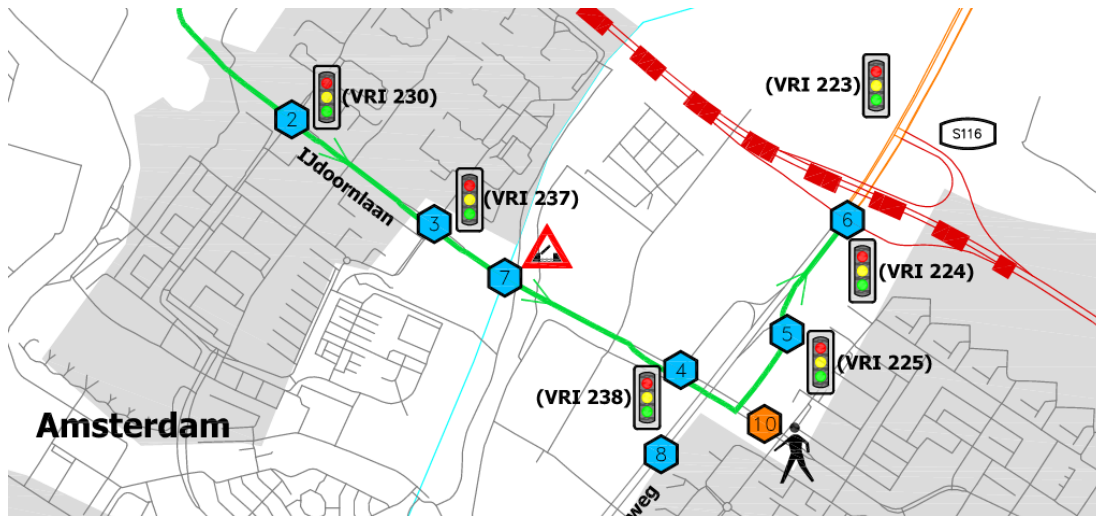 (VRI 230)
2
IJdoornlaan
(VRI 237)
3
7
(VRI 223)
S116
6
(VRI 224)
5
(VRI 225)
4
(VRI 238)
10
8
weg
Amsterdam